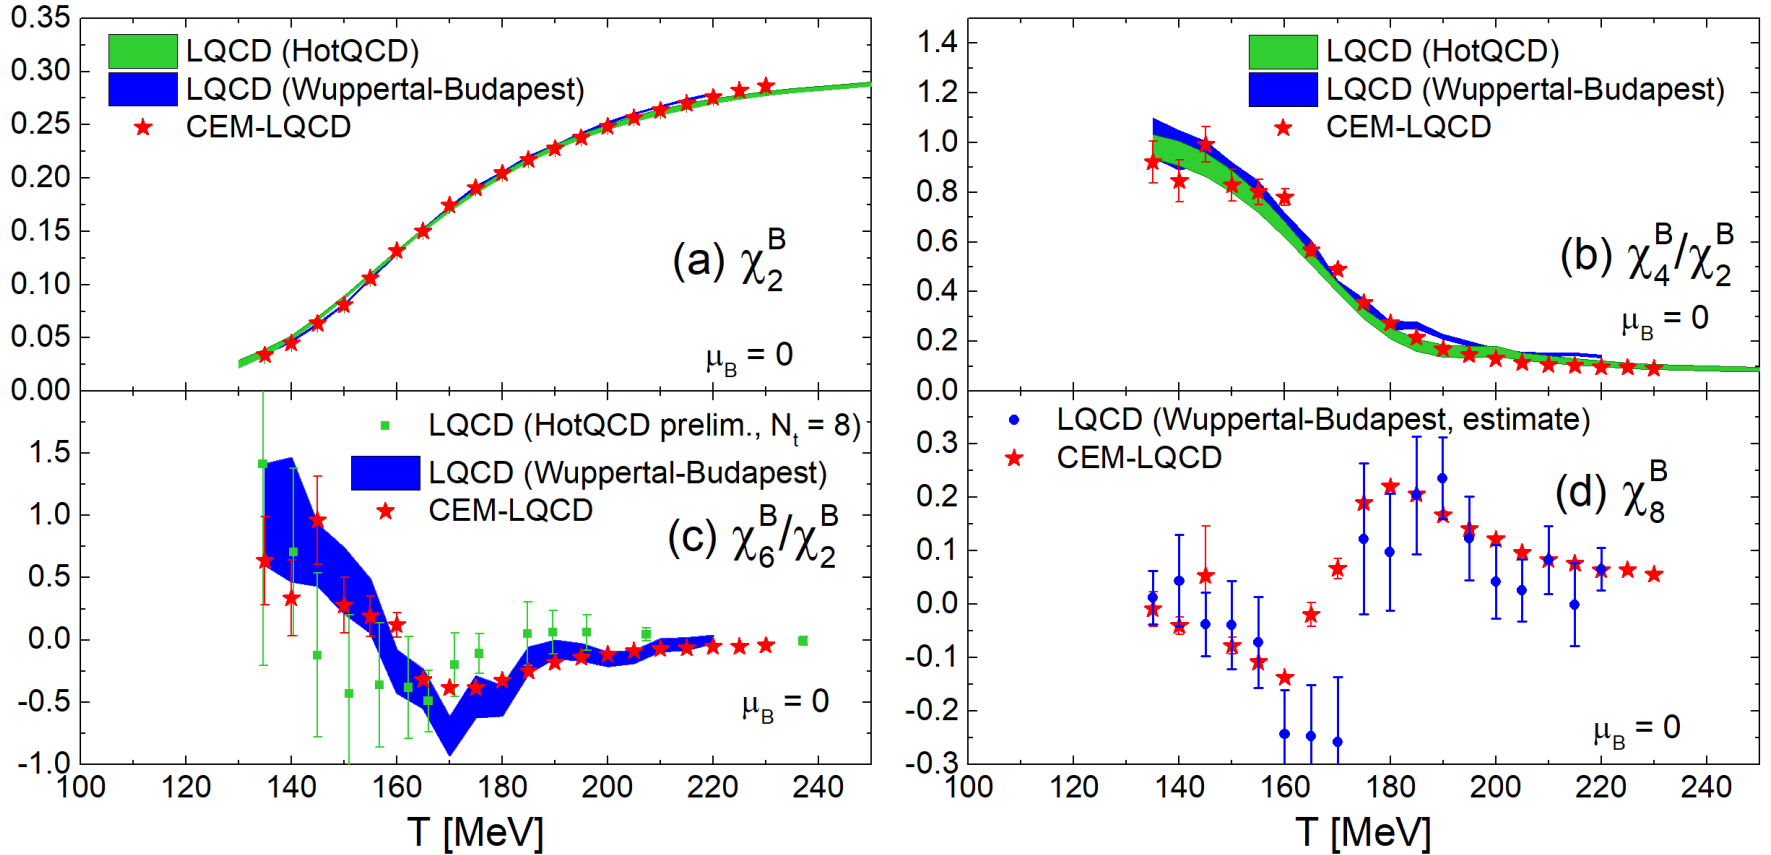 0.35
0.30
0.25
0.20
0.15
0.10
0.05
0.00
LQCD (HotQCD)
LQCD (Wuppertal-Budapest)
CEM-LQCD
(a) χ₂ᴮ
μ_B = 0
1.4
1.2
1.0
0.8
0.6
0.4
0.2
0.0
LQCD (HotQCD)
LQCD (Wuppertal-Budapest)
CEM-LQCD
(b) χ₄ᴮ/χ₂ᴮ
μ_B = 0
1.5
1.0
0.5
0.0
-0.5
-1.0
LQCD (HotQCD prelim., N_t = 8)
LQCD (Wuppertal-Budapest)
CEM-LQCD
(c) χ₆ᴮ/χ₂ᴮ
μ_B = 0
100 120 140 160 180 200 220 240
T [MeV]
0.3
0.2
0.1
0.0
-0.1
-0.2
-0.3
LQCD (Wuppertal-Budapest, estimate)
CEM-LQCD
(d) χ₈ᴮ
μ_B = 0
100 120 140 160 180 200 220 240
T [MeV]